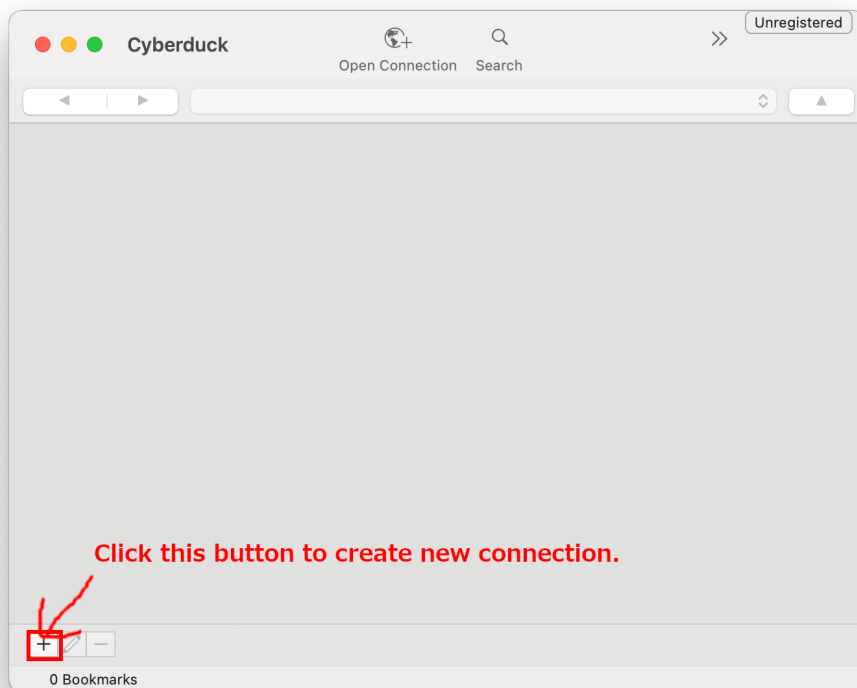 Unregistered
Cyberduck
Open Connection Search
Click this button to create new connection.
0 Bookmarks